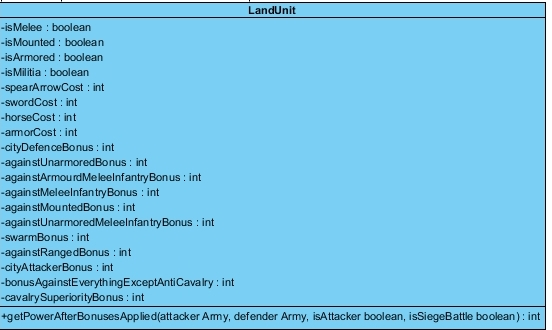 LandUnit
-isMelee : boolean
-isMounted : boolean
-isArmored : boolean
-isMilitia : boolean
-spearArrowCost : int
-swordCost : int
-horseCost : int
-armorCost : int
-cityDefenceBonus : int
-againstUnarmoredBonus : int
-againstArmourdMeleeInfantryBonus : int
-againstMeleeInfantryBonus : int
-againstMountedBonus : int
-againstUnarmoredMeleeInfantryBonus : int
-swarmBonus : int
-againstRangedBonus : int
-cityAttackerBonus : int
-bonusAgainstEverythingExceptAntiCavalry : int
-cavalrySuperiorityBonus : int
+getPowerAfterBonusesApplied(attacker Army, defender Army, isAttacker boolean, isSiegeBattle boolean) : int